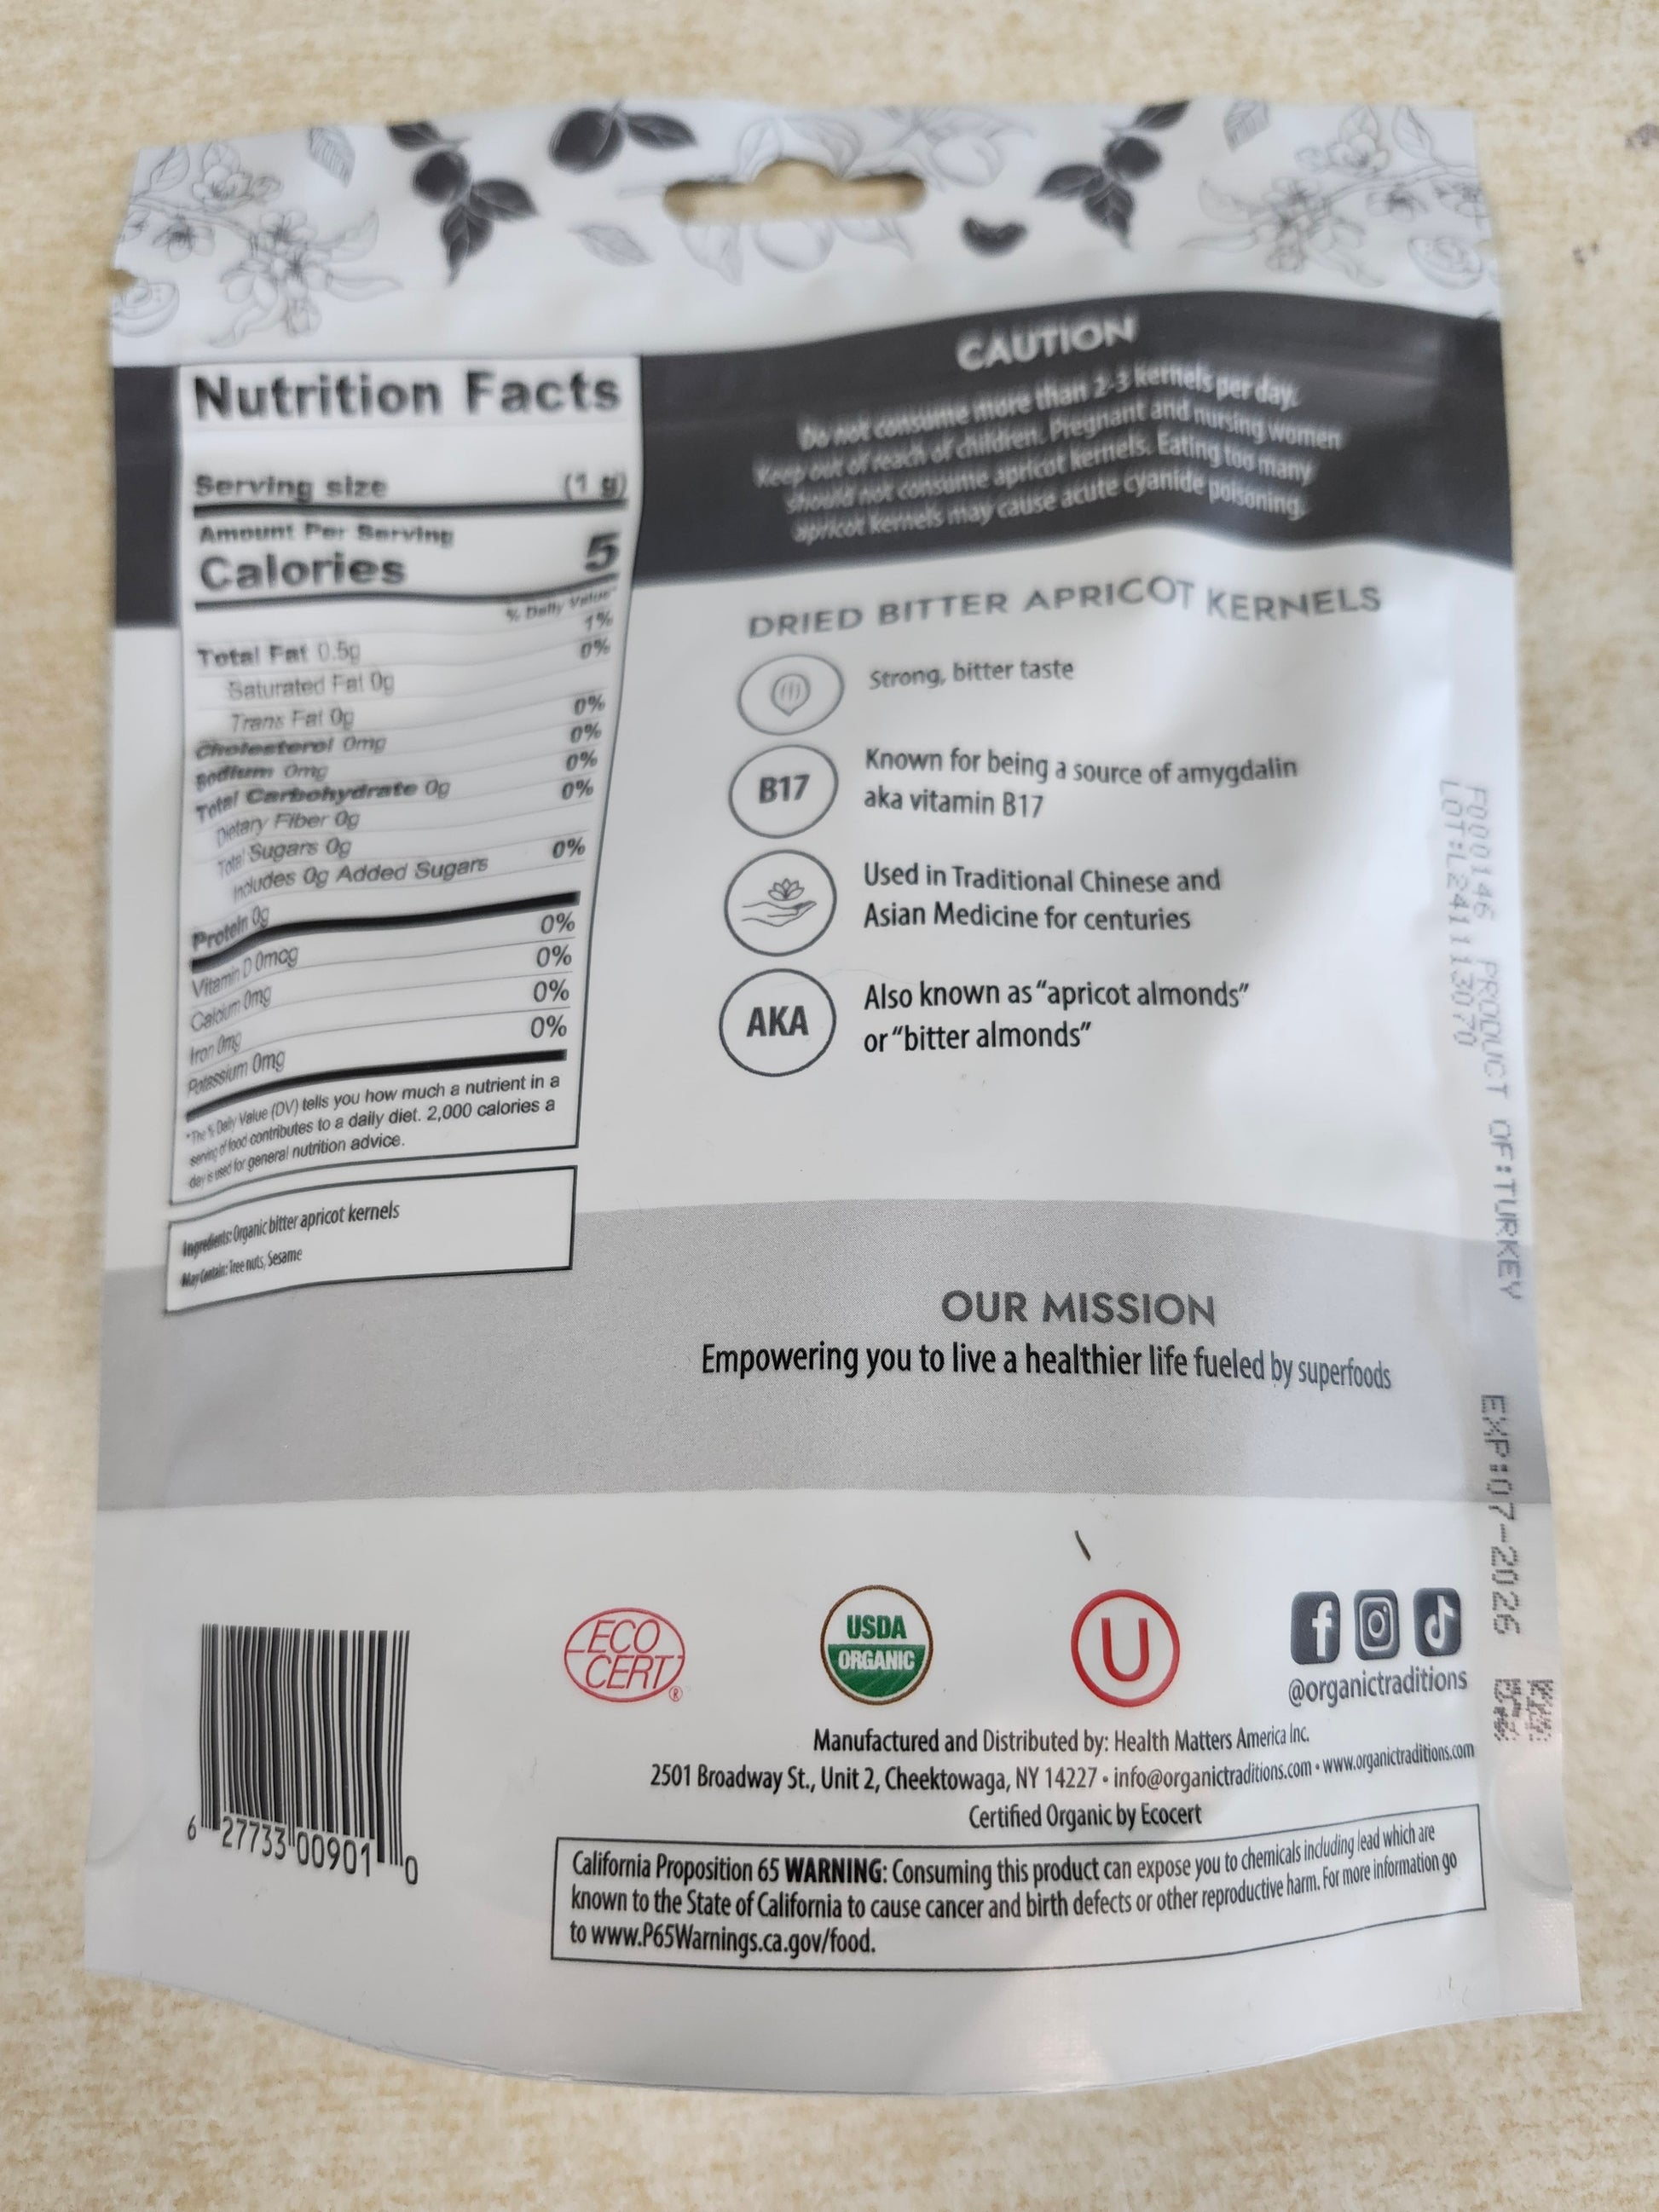 Nutrition Facts
Serving size (1 g)
Amount Per Serving
Calories 5
% Daily Value*
Total Fat 0.5g 1%
Saturated Fat 0g 0%
Trans Fat 0g
Cholesterol 0mg 0%
Sodium 0mg 0%
Total Carbohydrate 0g 0%
Dietary Fiber 0g 0%
Total Sugars 0g
Includes 0g Added Sugars 0%
Protein 0g
Vitamin D 0mcg 0%
Calcium 0mg 0%
Iron 0mg 0%
Potassium 0mg 0%
*The % Daily Value (DV) tells you how much a nutrient in a
serving of food contributes to a daily diet. 2,000 calories a
day is used for general nutrition advice.
Ingredients: Organic bitter apricot kernels
May Contain: Tree nuts, Sesame
CAUTION
Do not consume more than 2-3 kernels per day.
Keep out of reach of children. Pregnant and nursing women
should not consume apricot kernels. Eating too many
apricot kernels may cause acute cyanide poisoning.
DRIED BITTER APRICOT KERNELS
Strong, bitter taste
B17
Known for being a source of amygdalin
aka vitamin B17
Used in Traditional Chinese and
Asian Medicine for centuries
AKA
Also known as “apricot almonds”
or “bitter almonds”
F000146 PRODUCT OF:TURKEY EXP:07-2026
LOT:L241113070
OUR MISSION
Empowering you to live a healthier life fueled by superfoods
ECO
CERT®
USDA
ORGANIC
U
@organictraditions
Manufactured and Distributed by: Health Matters America Inc.
2501 Broadway St., Unit 2, Cheektowaga, NY 14227 • info@organictraditions.com • www.organictraditions.com
Certified Organic by Ecocert
California Proposition 65 WARNING: Consuming this product can expose you to chemicals including lead which are
known to the State of California to cause cancer and birth defects or other reproductive harm. For more information go
to www.P65Warnings.ca.gov/food.
6 27733 00901 0